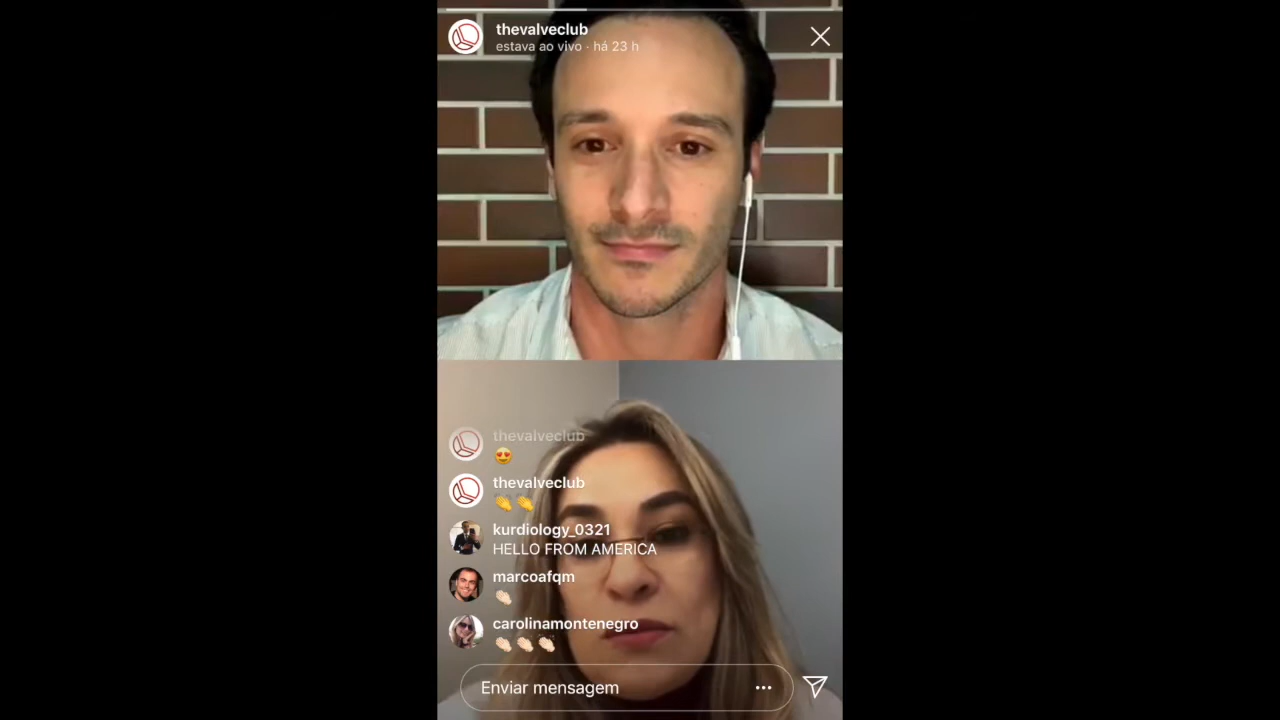 thevalveclub
estava ao vivo · há 23 h
thevalveclub
😍
thevalveclub
👏👏
kurdiology_0321
HELLO FROM AMERICA
marcoafqm
👏🏻
carolinamontenegro
👏🏻👏🏻👏🏻
Enviar mensagem